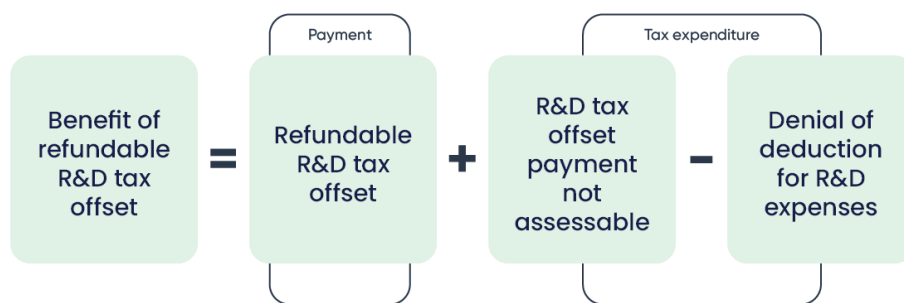 Payment
Tax expenditure
Benefit of
refundable
R&D tax
offset
=
Refundable
R&D tax
offset
+
R&D tax
offset
payment
not
assessable
-
Denial of
deduction
for R&D
expenses